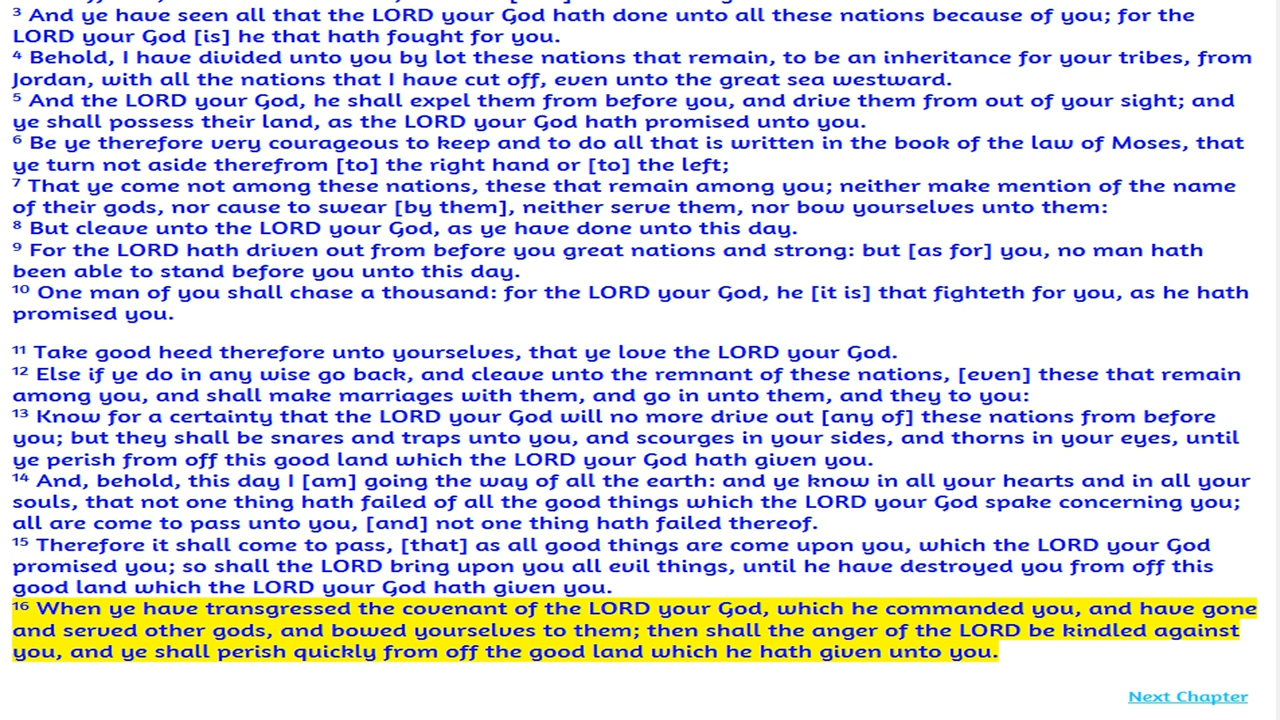 ³ And ye have seen all that the LORD your God hath done unto all these nations because of you; for the
LORD your God [is] he that hath fought for you.
⁴ Behold, I have divided unto you by lot these nations that remain, to be an inheritance for your tribes, from
Jordan, with all the nations that I have cut off, even unto the great sea westward.
⁵ And the LORD your God, he shall expel them from before you, and drive them from out of your sight; and
ye shall possess their land, as the LORD your God hath promised unto you.
⁶ Be ye therefore very courageous to keep and to do all that is written in the book of the law of Moses, that
ye turn not aside therefrom [to] the right hand or [to] the left;
⁷ That ye come not among these nations, these that remain among you; neither make mention of the name
of their gods, nor cause to swear [by them], neither serve them, nor bow yourselves unto them:
⁸ But cleave unto the LORD your God, as ye have done unto this day.
⁹ For the LORD hath driven out from before you great nations and strong: but [as for] you, no man hath
been able to stand before you unto this day.
¹⁰ One man of you shall chase a thousand: for the LORD your God, he [it is] that fighteth for you, as he hath
promised you.
¹¹ Take good heed therefore unto yourselves, that ye love the LORD your God.
¹² Else if ye do in any wise go back, and cleave unto the remnant of these nations, [even] these that remain
among you, and shall make marriages with them, and go in unto them, and they to you:
¹³ Know for a certainty that the LORD your God will no more drive out [any of] these nations from before
you; but they shall be snares and traps unto you, and scourges in your sides, and thorns in your eyes, until
ye perish from off this good land which the LORD your God hath given you.
¹⁴ And, behold, this day I [am] going the way of all the earth: and ye know in all your hearts and in all your
souls, that not one thing hath failed of all the good things which the LORD your God spake concerning you;
all are come to pass unto you, [and] not one thing hath failed thereof.
¹⁵ Therefore it shall come to pass, [that] as all good things are come upon you, which the LORD your God
promised you; so shall the LORD bring upon you all evil things, until he have destroyed you from off this
good land which the LORD your God hath given you.
¹⁶ When ye have transgressed the covenant of the LORD your God, which he commanded you, and have gone
and served other gods, and bowed yourselves to them; then shall the anger of the LORD be kindled against
you, and ye shall perish quickly from off the good land which he hath given unto you.
Next Chapter